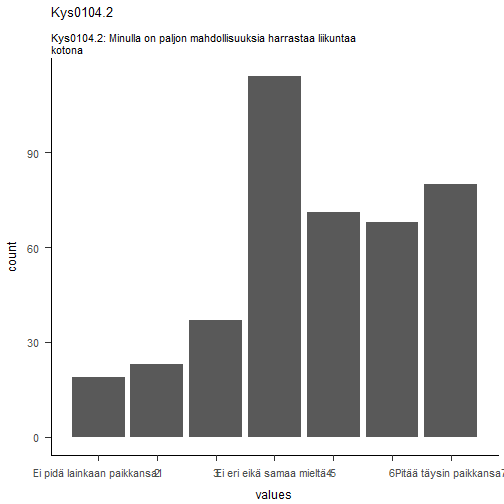 Kys0104.2
Kys0104.2: Minulla on paljon mahdollisuuksia harrastaa liikuntaa
kotona
90
60
30
0
count
Ei pidä lainkaan paikkansa1
2
3
Ei eri eikä samaa mieltä4
5
6
Pitää täysin paikkansa7
values